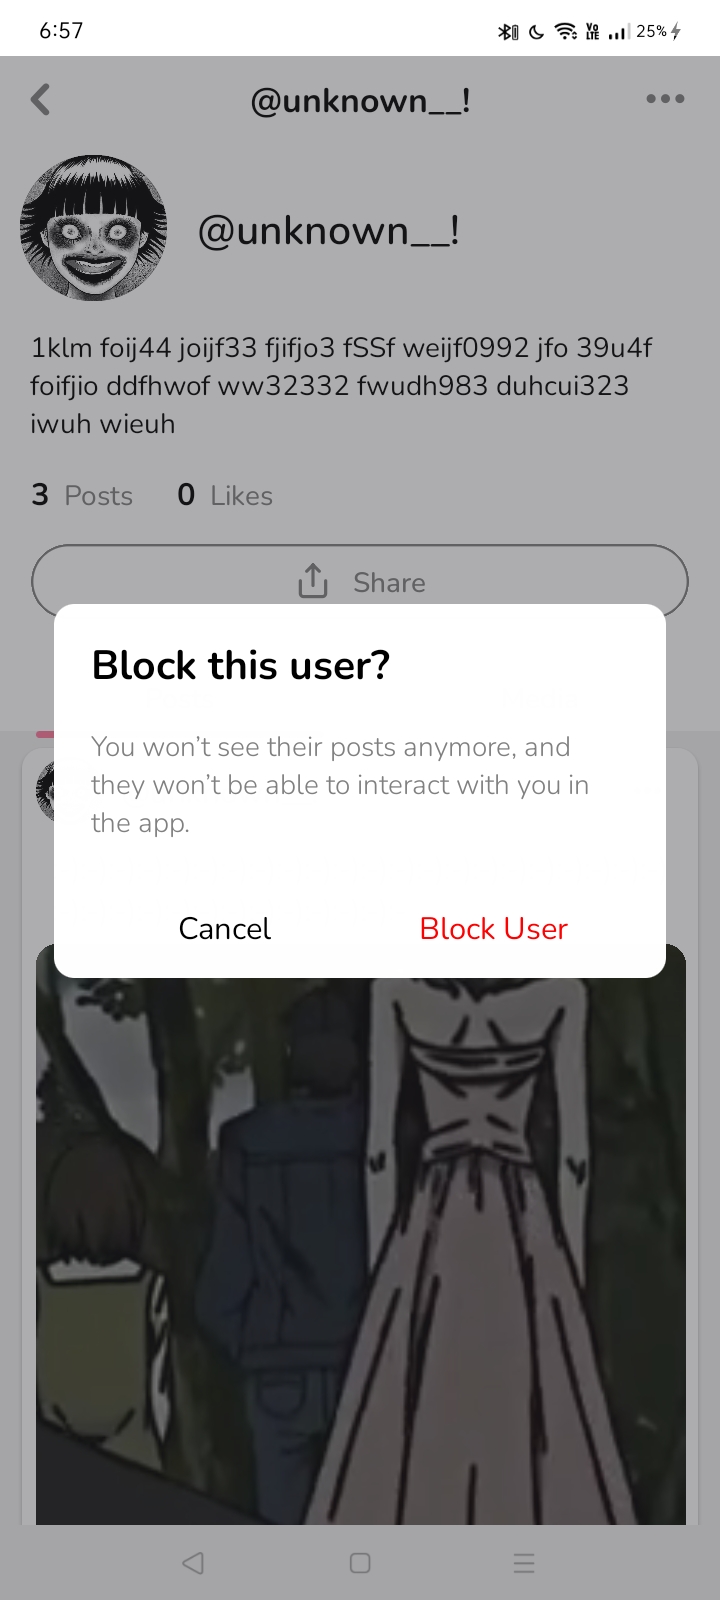 6:57
VO LTE 25%
@unknown__!
@unknown__!
1klm foij44 joijf33 fjifjo3 fSSf weijf0992 jfo 39u4f
foifjio ddfhwof ww32332 fwudh983 duhcui323
iwuh wieuh
3 Posts 0 Likes
Share
Block this user?
You won’t see their posts anymore, and
they won’t be able to interact with you in
the app.
Cancel Block User